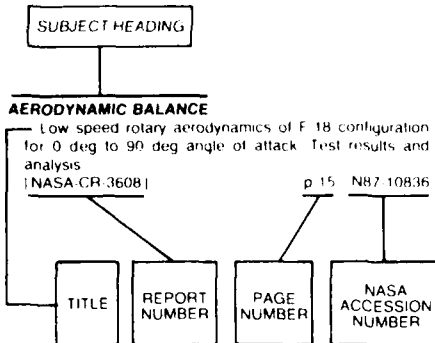 SUBJECT HEADING
AERODYNAMIC BALANCE
Low speed rotary aerodynamics of F 18 configuration
for 0 deg to 90 deg angle of attack Test results and
analysis
[NASA-CR-3608] p 15 N87-10836
TITLE
REPORT
NUMBER
PAGE
NUMBER
NASA
ACCESSION
NUMBER